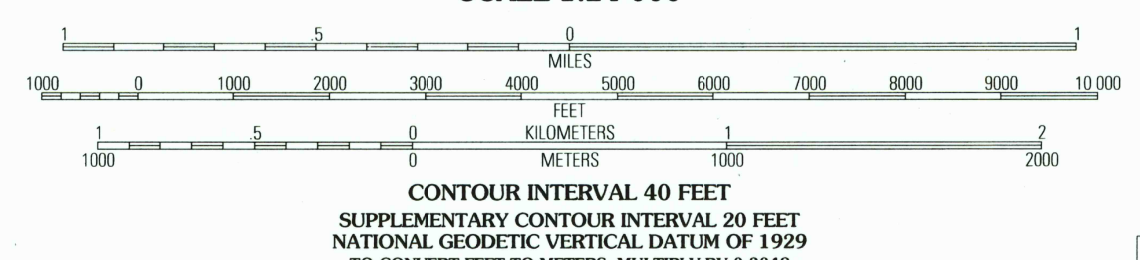 1 .5 0 1
MILES
1000 0 1000 2000 3000 4000 5000 6000 7000 8000 9000 10 000
FEET
1 .5 0 KILOMETERS 1 2
1000 0 METERS 1000 2000
CONTOUR INTERVAL 40 FEET
SUPPLEMENTARY CONTOUR INTERVAL 20 FEET
NATIONAL GEODETIC VERTICAL DATUM OF 1929